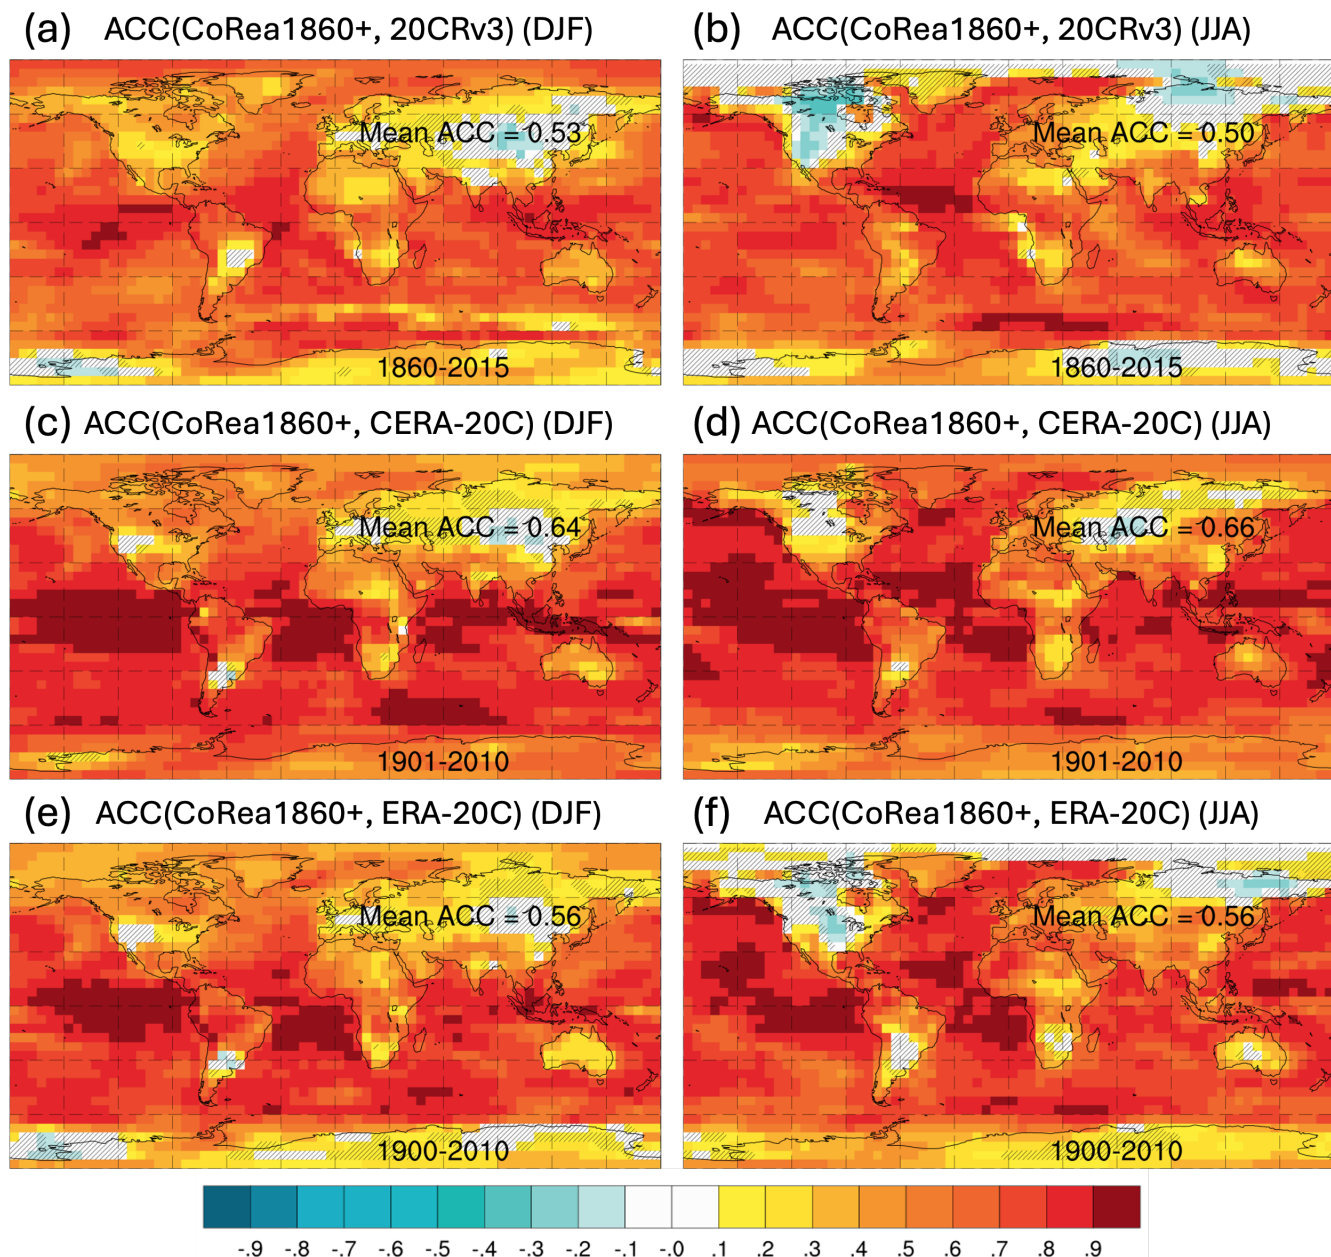 (a) ACC(CoRea1860+, 20CRv3) (DJF)
Mean ACC = 0.53
1860-2015
(b) ACC(CoRea1860+, 20CRv3) (JJA)
Mean ACC = 0.50
1860-2015
(c) ACC(CoRea1860+, CERA-20C) (DJF)
Mean ACC = 0.64
1901-2010
(d) ACC(CoRea1860+, CERA-20C) (JJA)
Mean ACC = 0.66
1901-2010
(e) ACC(CoRea1860+, ERA-20C) (DJF)
Mean ACC = 0.56
1900-2010
(f) ACC(CoRea1860+, ERA-20C) (JJA)
Mean ACC = 0.56
1900-2010
-.9 -.8 -.7 -.6 -.5 -.4 -.3 -.2 -.1 -.0 .1 .2 .3 .4 .5 .6 .7 .8 .9